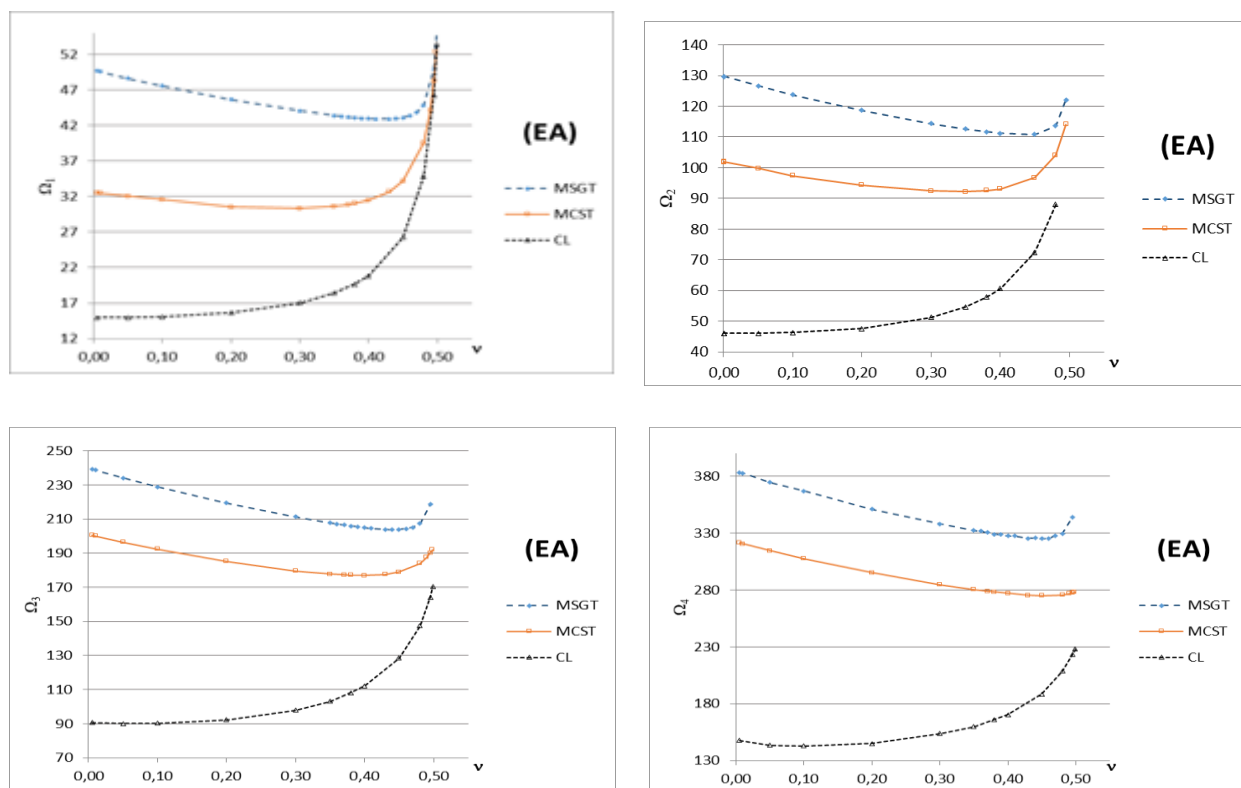 52
47
42
37
32
27
22
17
12
Ω1
0,00 0,10 0,20 0,30 0,40 0,50 ν
(EA)
MSGT
MCST
CL
140
130
120
110
100
90
80
70
60
50
40
Ω2
0,00 0,10 0,20 0,30 0,40 0,50 ν
(EA)
MSGT
MCST
CL
250
230
210
190
170
150
130
110
90
70
Ω3
0,00 0,10 0,20 0,30 0,40 0,50 ν
(EA)
MSGT
MCST
CL
380
330
280
230
180
130
Ω4
0,00 0,10 0,20 0,30 0,40 0,50 ν
(EA)
MSGT
MCST
CL